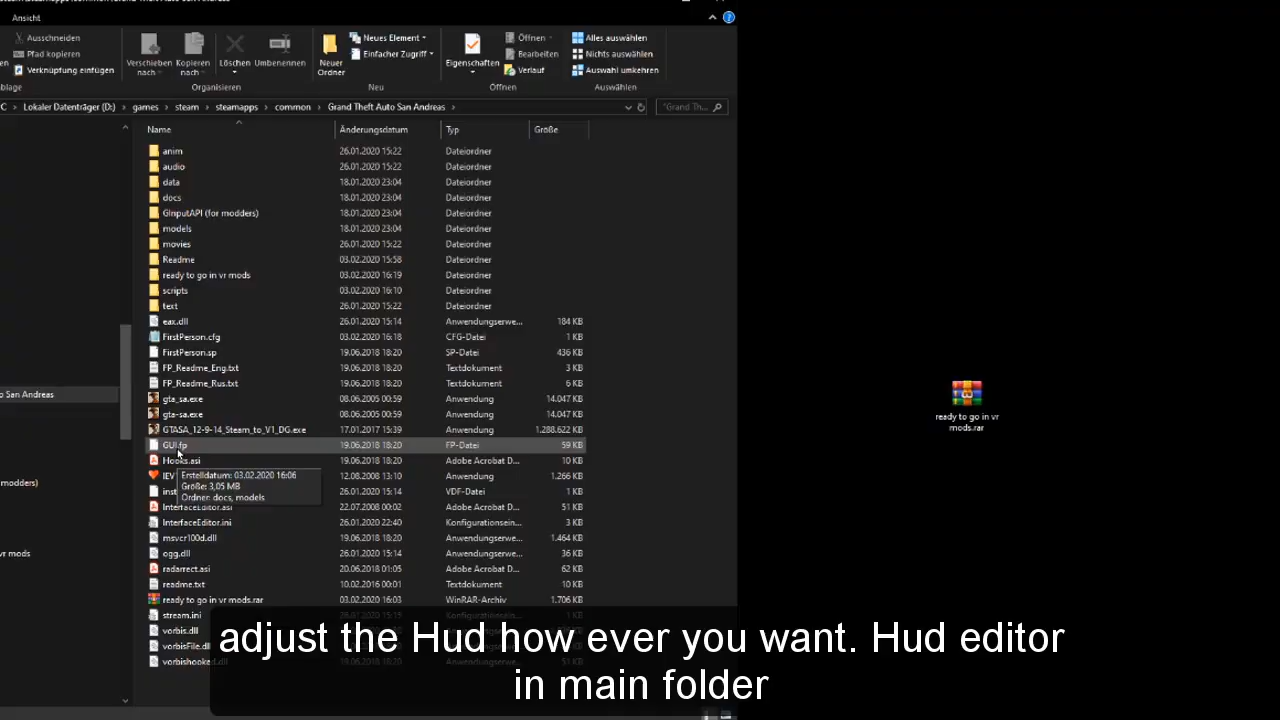 Ansicht
Ausschneiden
Pfad kopieren
Verknüpfung einfügen
Verschieben nach
Kopieren nach
Löschen
Umbenennen
Neuer Ordner
Neues Element
Einfacher Zugriff
Eigenschaften
Öffnen
Bearbeiten
Verlauf
Alles auswählen
Nichts auswählen
Auswahl umkehren
blage
Organisieren
Neu
Öffnen
Auswählen
C > Lokaler Datenträger (D:) > games > steam > steamapps > common > Grand Theft Auto San Andreas >
"Grand Th...
Name Änderungsdatum Typ Größe
anim 26.01.2020 15:22 Dateiordner
audio 26.01.2020 15:22 Dateiordner
data 18.01.2020 23:04 Dateiordner
docs 18.01.2020 23:04 Dateiordner
GInputAPI (for modders) 18.01.2020 23:04 Dateiordner
models 18.01.2020 23:04 Dateiordner
movies 26.01.2020 15:22 Dateiordner
Readme 03.02.2020 15:58 Dateiordner
ready to go in vr mods 03.02.2020 16:19 Dateiordner
scripts 03.02.2020 16:10 Dateiordner
text 26.01.2020 15:22 Dateiordner
eax.dll 26.01.2020 15:14 Anwendungserwe... 184 KB
FirstPerson.cfg 03.02.2020 16:18 CFG-Datei 1 KB
FirstPerson.sp 19.06.2018 18:20 SP-Datei 436 KB
FP_Readme_Eng.txt 19.06.2018 18:20 Textdokument 3 KB
FP_Readme_Rus.txt 19.06.2018 18:20 Textdokument 6 KB
o San Andreas
gta_sa.exe 08.06.2005 00:59 Anwendung 14.047 KB
gta-sa.exe 08.06.2005 00:59 Anwendung 14.047 KB
GTASA_12-9-14_Steam_to_V1_DG.exe 17.01.2017 15:39 Anwendung 1.288.622 KB
GUI.fp 19.06.2018 18:20 FP-Datei 59 KB
Hooks.asi 19.06.2018 18:20 Adobe Acrobat D... 10 KB
IEV 12.08.2008 13:10 Anwendung 1.266 KB
Erstelldatum: 03.02.2020 16:06
Größe: 3,05 MB
Ordner: docs, models
modders)
inst 26.01.2020 15:14 VDF-Datei 1 KB
InterfaceEditor.asi 22.07.2008 00:02 Adobe Acrobat D... 51 KB
InterfaceEditor.ini 26.01.2020 22:40 Konfigurationsein... 3 KB
msvcr100d.dll 19.06.2018 18:20 Anwendungserwe... 1.464 KB
vr mods
ogg.dll 26.01.2020 15:14 Anwendungserwe... 36 KB
radarrect.asi 20.06.2018 01:05 Adobe Acrobat D... 62 KB
readme.txt 10.02.2016 00:01 Textdokument 10 KB
ready to go in vr mods.rar 03.02.2020 16:03 WinRAR-Archiv 1.706 KB
stream.ini
vorbis.dll
vorbisFile.dll
vorbishooked.dll
ready to go in vr
mods.rar
adjust the Hud how ever you want. Hud editor
in main folder